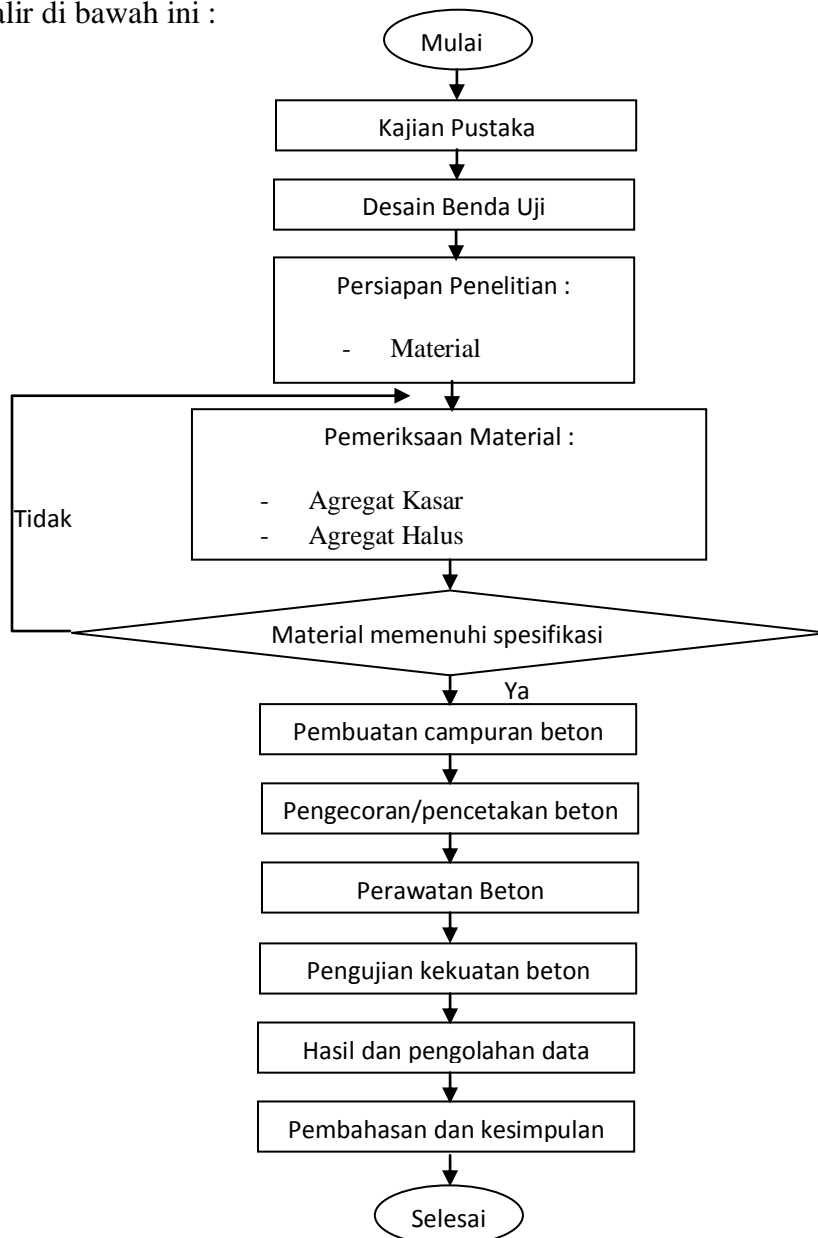 alir di bawah ini :
Mulai
Kajian Pustaka
Desain Benda Uji
Persiapan Penelitian :
- Material
Pemeriksaan Material :
- Agregat Kasar
Tidak
- Agregat Halus
Material memenuhi spesifikasi
Ya
Pembuatan campuran beton
Pengecoran/pencetakan beton
Perawatan Beton
Pengujian kekuatan beton
Hasil dan pengolahan data
Pembahasan dan kesimpulan
Selesai